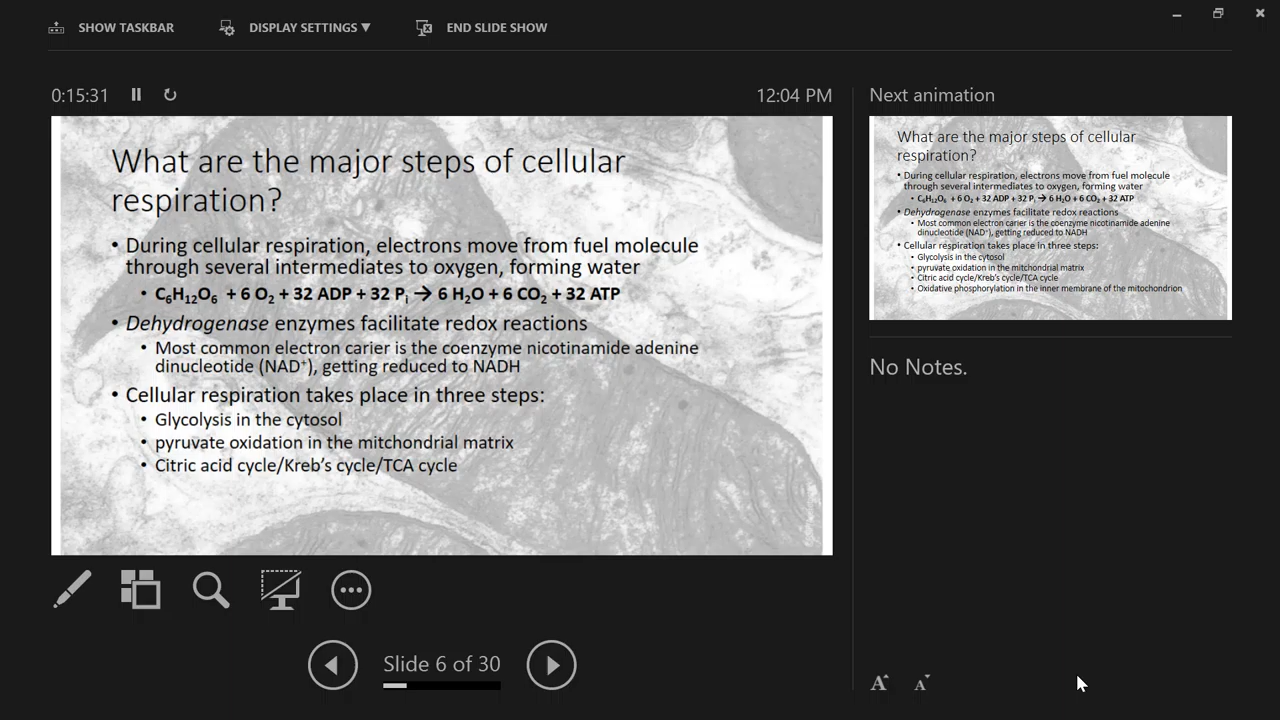 SHOW TASKBAR
DISPLAY SETTINGS ▼
END SLIDE SHOW
0:15:31
12:04 PM
What are the major steps of cellular
respiration?
• During cellular respiration, electrons move from fuel molecule
through several intermediates to oxygen, forming water
• C₆H₁₂O₆ + 6 O₂ + 32 ADP + 32 Pᵢ → 6 H₂O + 6 CO₂ + 32 ATP
• Dehydrogenase enzymes facilitate redox reactions
• Most common electron carier is the coenzyme nicotinamide adenine
dinucleotide (NAD⁺), getting reduced to NADH
• Cellular respiration takes place in three steps:
• Glycolysis in the cytosol
• pyruvate oxidation in the mitchondrial matrix
• Citric acid cycle/Kreb's cycle/TCA cycle
Slide 6 of 30
Next animation
What are the major steps of cellular
respiration?
• During cellular respiration, electrons move from fuel molecule
through several intermediates to oxygen, forming water
• C₆H₁₂O₆ + 6 O₂ + 32 ADP + 32 Pᵢ → 6 H₂O + 6 CO₂ + 32 ATP
• Dehydrogenase enzymes facilitate redox reactions
• Most common electron carrier is the coenzyme nicotinamide adenine
dinucleotide (NAD⁺), getting reduced to NADH
• Cellular respiration takes place in three steps:
• Glycolysis in the cytosol
• pyruvate oxidation in the mitchondrial matrix
• Citric acid cycle/Kreb's cycle/TCA cycle
• Oxidative phosphorylation in the inner membrane of the mitochondrion
No Notes.
A A